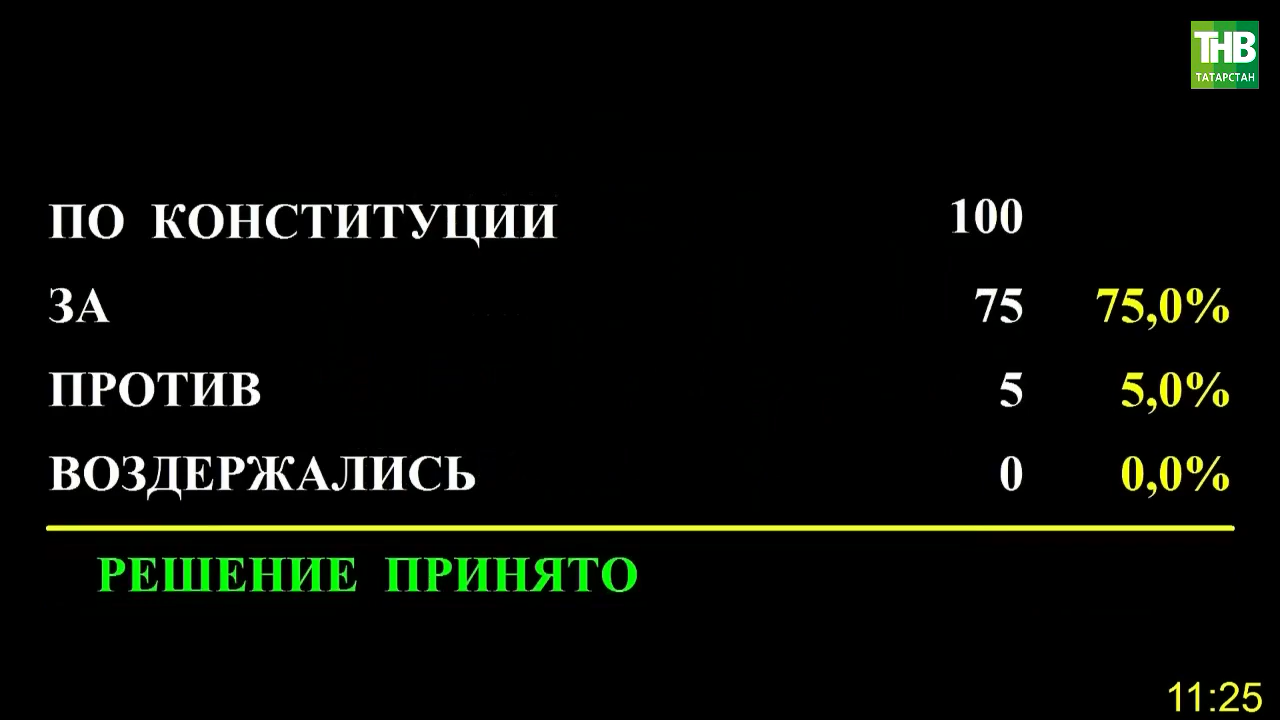 ТНВ
ТАТАРСТАН
ПО КОНСТИТУЦИИ 100
ЗА 75 75,0%
ПРОТИВ 5 5,0%
ВОЗДЕРЖАЛИСЬ 0 0,0%
РЕШЕНИЕ ПРИНЯТО
11:25